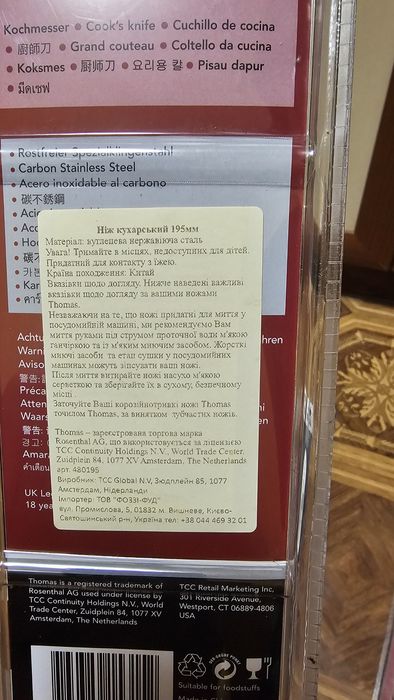 Kochmesser • Cook's knife • Cuchillo de cocina
• 廚師刀 • Grand couteau • Coltello da cucina
• Koksmes • 厨师刀 • 요리용 칼 • Pisau dapur
• มีดเชฟ
• Rostfreier Spezialklingenstahl
• Carbon Stainless Steel
• Acero inoxidable al carbono
• 碳不銹鋼
Ніж кухарський 195мм
Матеріал: вуглецева нержавіюча сталь
Увага! Тримайте в місцях, недоступних для дітей.
Придатний для контакту з їжею.
Країна походження: Китай
Вказівки щодо догляду. Нижче наведені важливі
вказівки щодо догляду за вашими ножами
Thomas.
Незважаючи на те, що ножі придатні для миття у
посудомийній машині, ми рекомендуємо Вам
миття руками під струмом проточної води м'якою
ганчіркою та із м'яким миючим засобом. Жорсткі
миючі засоби та етап сушки у посудомийних
машинах можуть зіпсувати ваші ножі.
Після миття витирайте ножі насухо м'якою
серветкою та зберігайте їх в сухому, безпечному
місці.
Заточуйте Ваші корозійнотривкі ножі Thomas
точилом Thomas, за винятком зубчастих ножів.
Thomas – зареєстрована торгова марка
Rosenthal AG, що використовується за ліцензією
TCC Continuity Holdings N.V., World Trade Center,
Zuidplein 84, 1077 XV Amsterdam, The Netherlands
арт. 480195
Виробник: TCC Global N.V, Зюдплейн 85, 1077
Амстердам, Нідерланди
Імпортер: ТОВ "ФОЗЗІ-ФУД"
вул. Промислова, 5, 01832 м. Вишневе, Києво-
Святошинський р-н, Україна тел: +38 044 469 32 01
Thomas is a registered trademark of
Rosenthal AG used under license by
TCC Continuity Holdings N.V., World
Trade Center, Zuidplein 84, 1077 XV
Amsterdam, The Netherlands
TCC Retail Marketing Inc.
301 Riverside Avenue,
Westport, CT 06889-4806
USA
Suitable for foodstuffs